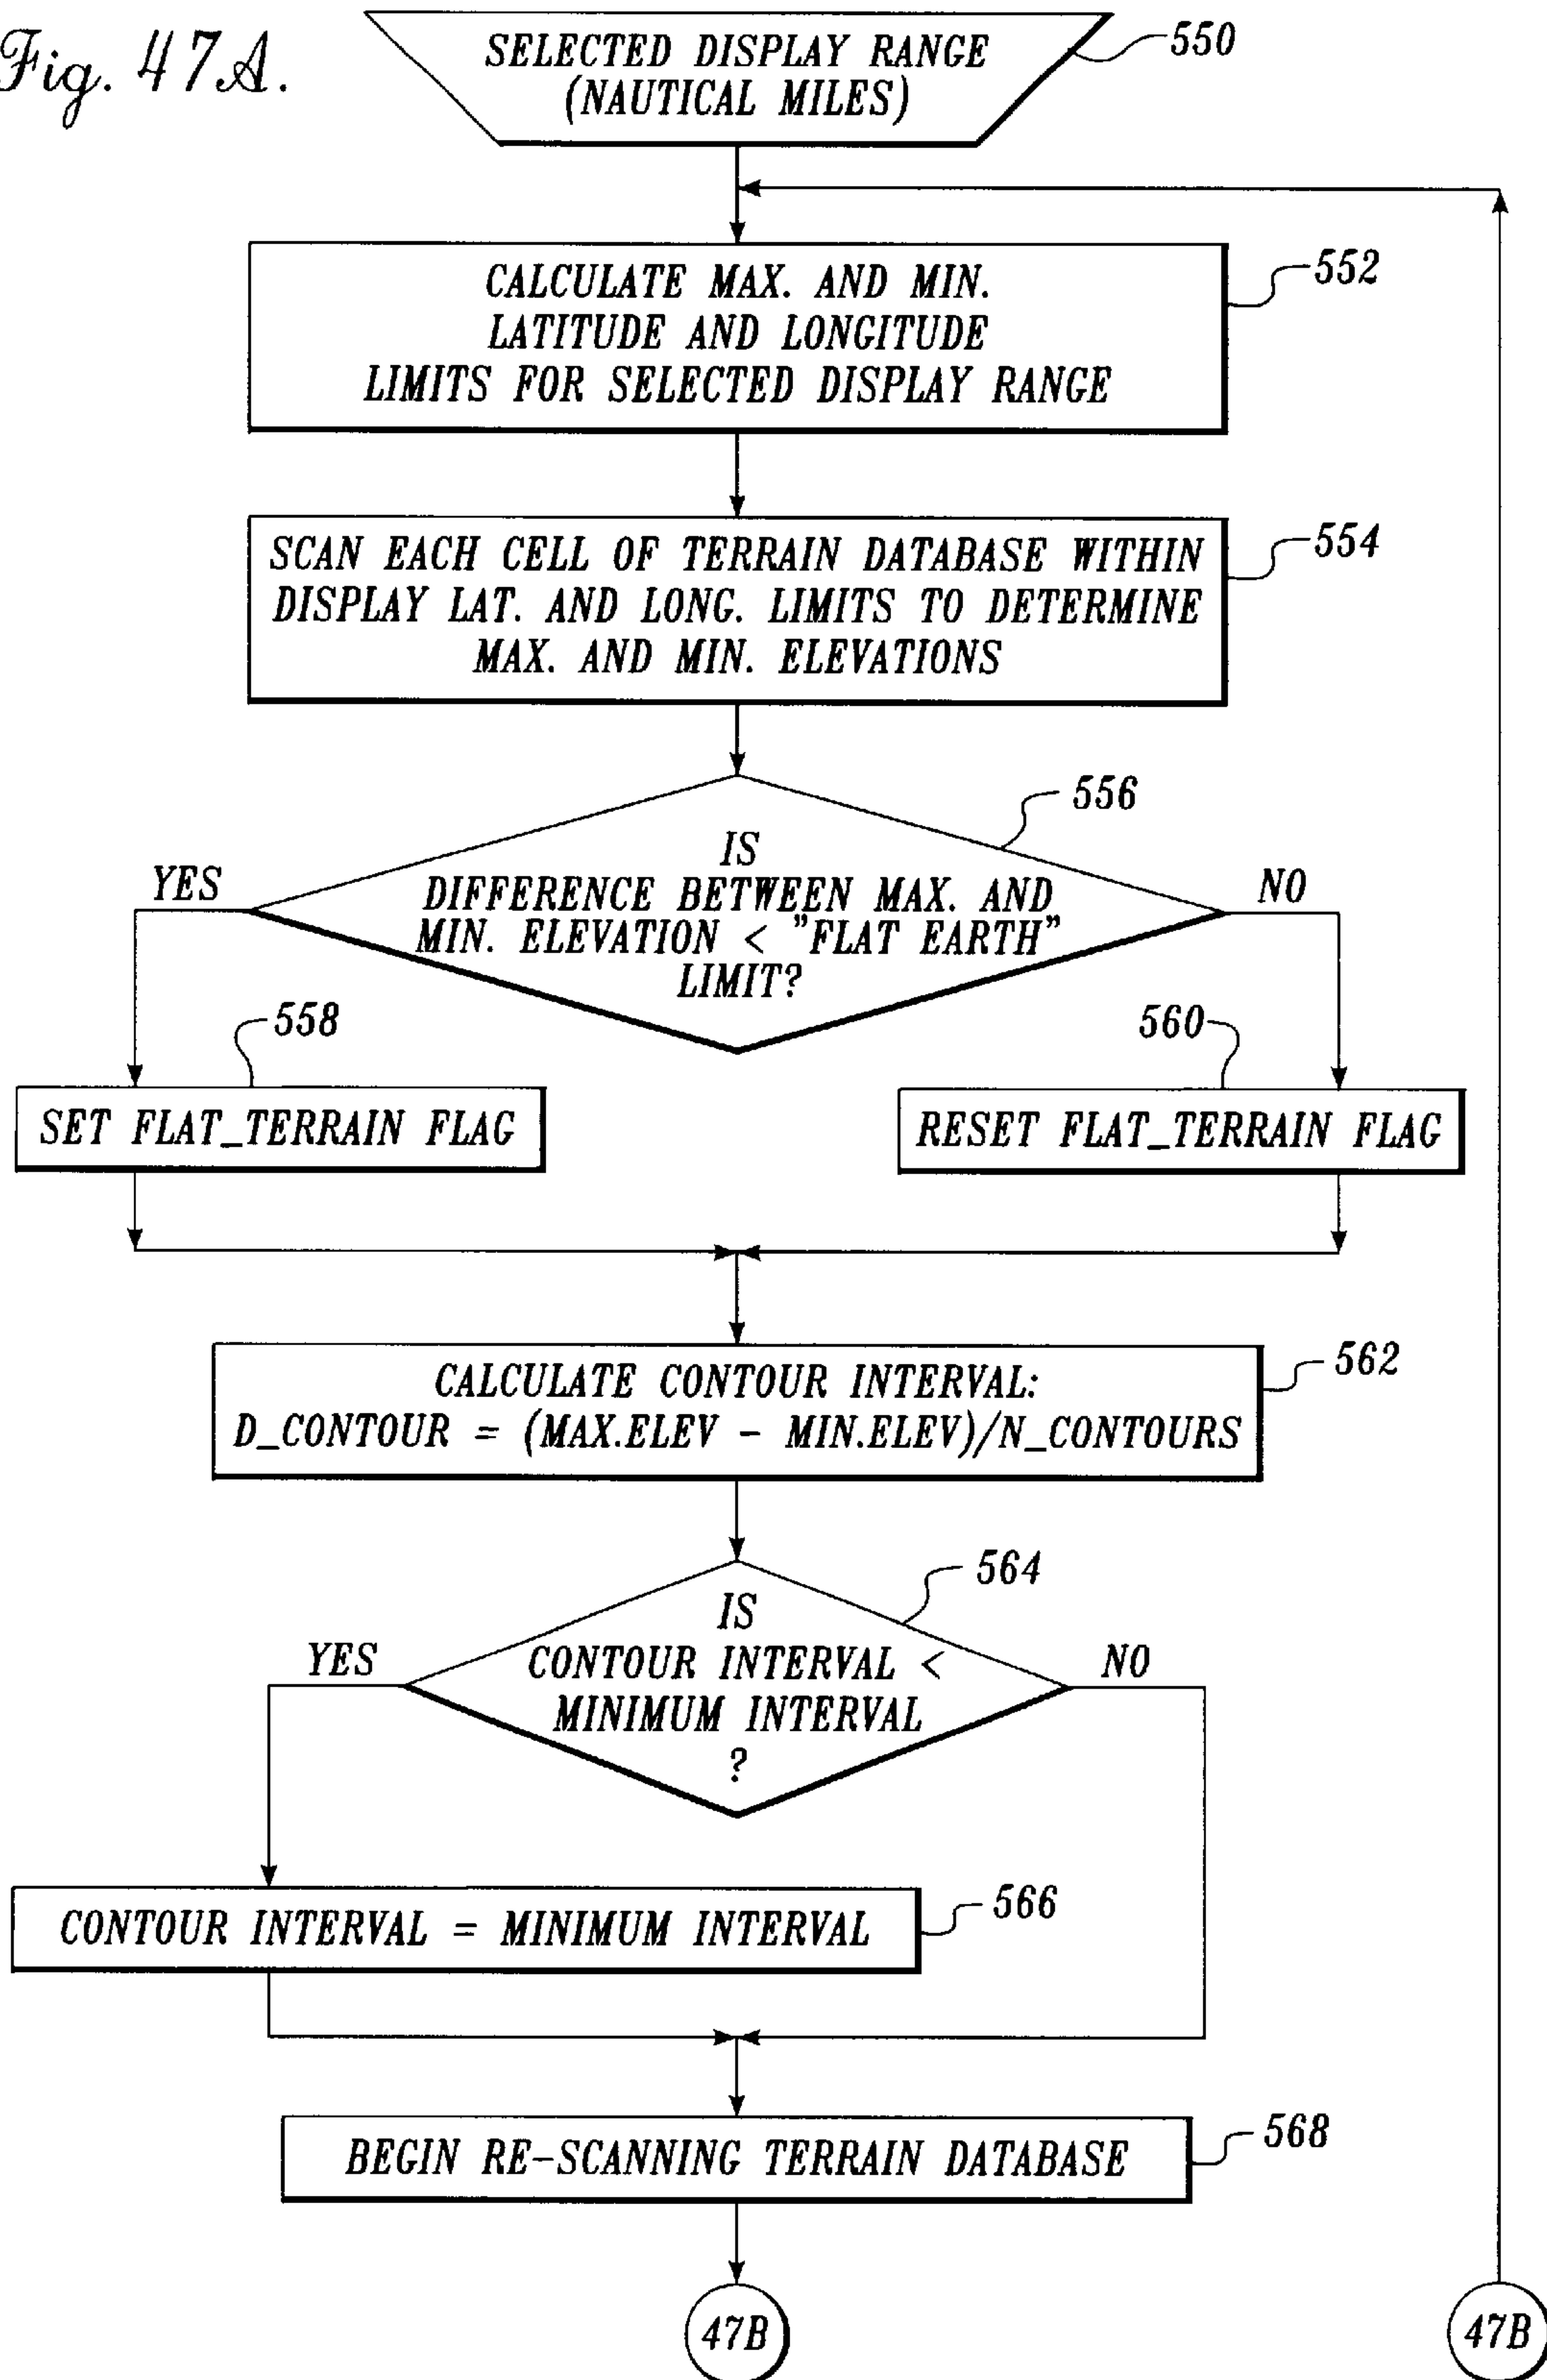 Fig. 47A.
SELECTED DISPLAY RANGE
(NAUTICAL MILES)
550
CALCULATE MAX. AND MIN.
LATITUDE AND LONGITUDE
LIMITS FOR SELECTED DISPLAY RANGE
552
SCAN EACH CELL OF TERRAIN DATABASE WITHIN
DISPLAY LAT. AND LONG. LIMITS TO DETERMINE
MAX. AND MIN. ELEVATIONS
554
556
IS
DIFFERENCE BETWEEN MAX. AND
MIN. ELEVATION < "FLAT EARTH"
LIMIT?
YES
NO
558
SET FLAT_TERRAIN FLAG
560
RESET FLAT_TERRAIN FLAG
CALCULATE CONTOUR INTERVAL:
D_CONTOUR = (MAX.ELEV - MIN.ELEV)/N_CONTOURS
562
564
IS
CONTOUR INTERVAL <
MINIMUM INTERVAL
?
YES
NO
CONTOUR INTERVAL = MINIMUM INTERVAL
566
BEGIN RE-SCANNING TERRAIN DATABASE
568
47B
47B